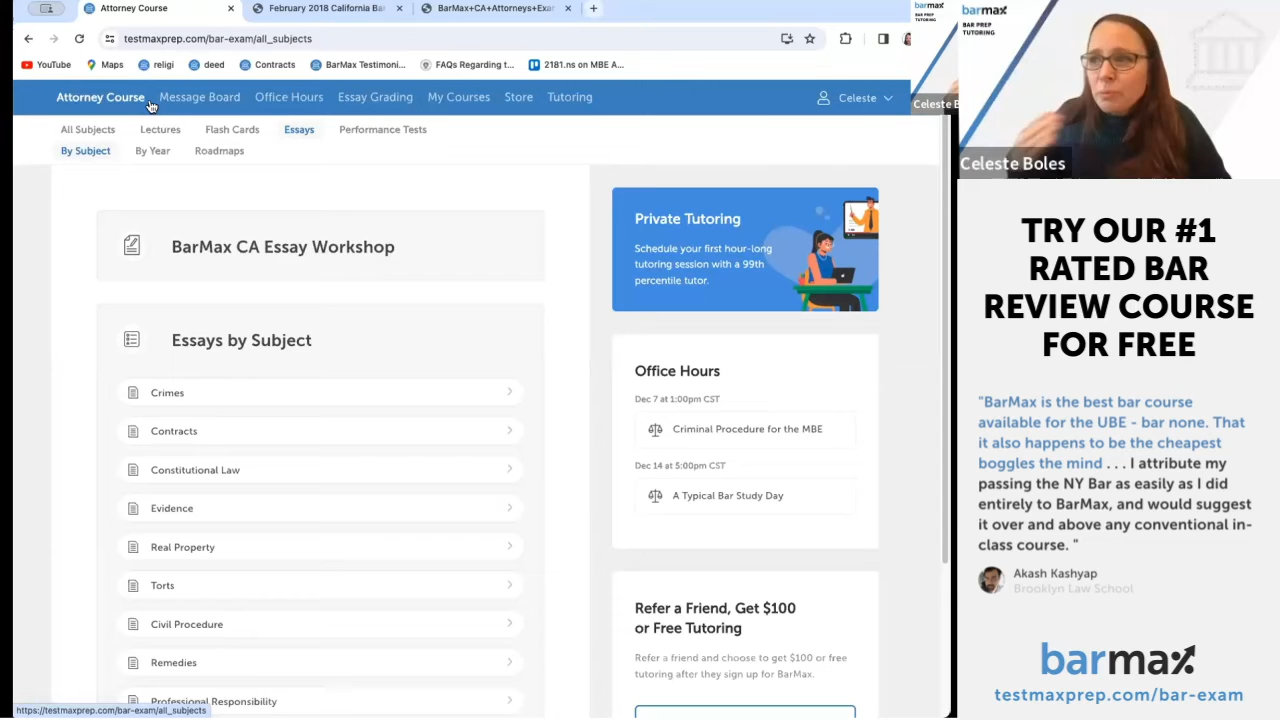 Attorney Course
February 2018 California Bar
BarMax+CA+Attorneys+Exan
testmaxprep.com/bar-exam/all_subjects
YouTube
Maps
religi
deed
Contracts
BarMax Testimoni...
FAQs Regarding t...
2181.ns on MBE A...
Attorney Course
Message Board
Office Hours
Essay Grading
My Courses
Store
Tutoring
Celeste
All Subjects
Lectures
Flash Cards
Essays
Performance Tests
By Subject
By Year
Roadmaps
BarMax CA Essay Workshop
Essays by Subject
Crimes
Contracts
Constitutional Law
Evidence
Real Property
Torts
Civil Procedure
Remedies
Professional Responsibility
https://testmaxprep.com/bar-exam/all_subjects
Private Tutoring
Schedule your first hour-long
tutoring session with a 99th
percentile tutor.
Office Hours
Dec 7 at 1:00pm CST
Criminal Procedure for the MBE
Dec 14 at 5:00pm CST
A Typical Bar Study Day
Refer a Friend, Get $100
or Free Tutoring
Refer a friend and choose to get $100 or free
tutoring after they sign up for BarMax.
barmax
BAR PREP
TUTORING
Celeste B
barmax
BAR PREP
TUTORING
Celeste Boles
TRY OUR #1
RATED BAR
REVIEW COURSE
FOR FREE
"BarMax is the best bar course
available for the UBE - bar none. That
it also happens to be the cheapest
boggles the mind . . . I attribute my
passing the NY Bar as easily as I did
entirely to BarMax, and would suggest
it over and above any conventional in-
class course. "
Akash Kashyap
Brooklyn Law School
barmax
testmaxprep.com/bar-exam